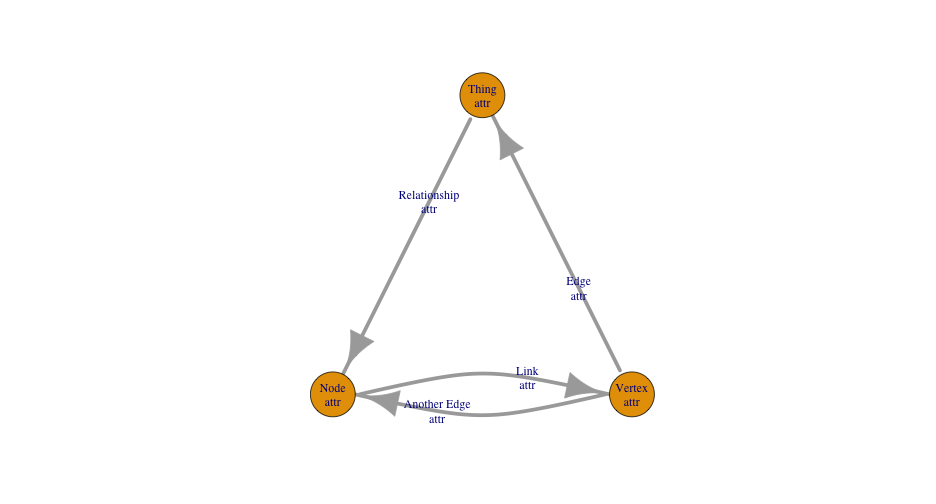 Thing
attr
Relationship
attr
Edge
attr
Link
attr
Node
attr
Vertex
attr
Another Edge
attr